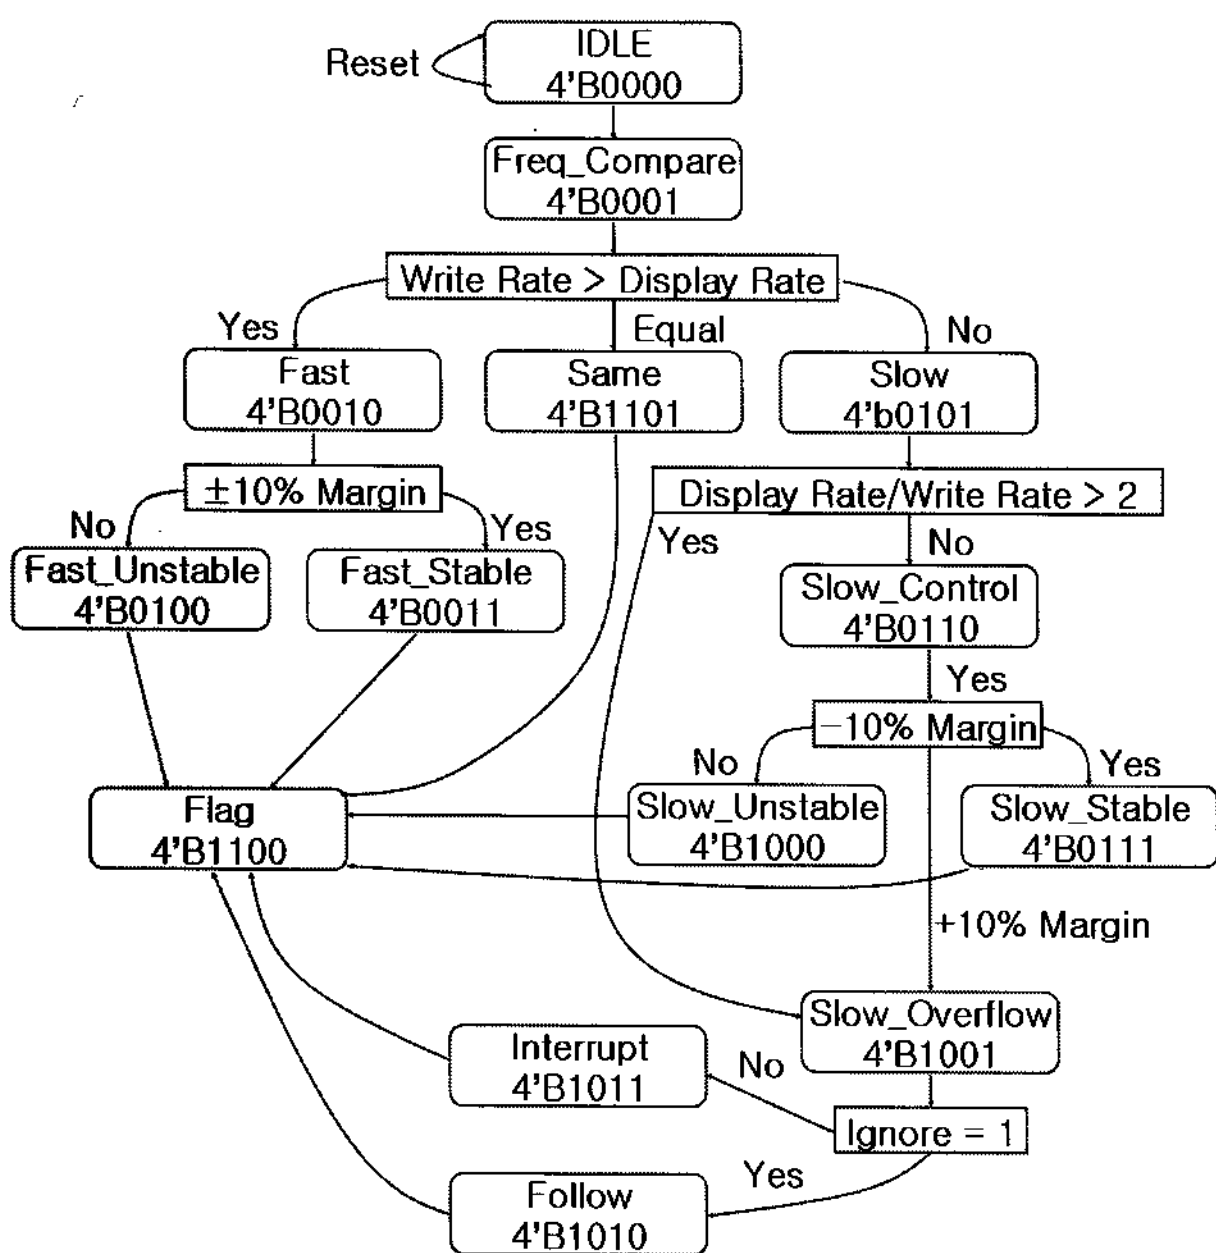 IDLE
4'B0000
Reset
Freq_Compare
4'B0001
Write Rate > Display Rate
Yes
Equal
No
Fast
4'B0010
Same
4'B1101
Slow
4'b0101
±10% Margin
Display Rate/Write Rate > 2
No
Yes
Yes
No
Fast_Unstable
4'B0100
Fast_Stable
4'B0011
Slow_Control
4'B0110
Yes
−10% Margin
No
Yes
Flag
4'B1100
Slow_Unstable
4'B1000
Slow_Stable
4'B0111
+10% Margin
Slow_Overflow
4'B1001
Interrupt
4'B1011
No
Ignore = 1
Yes
Follow
4'B1010